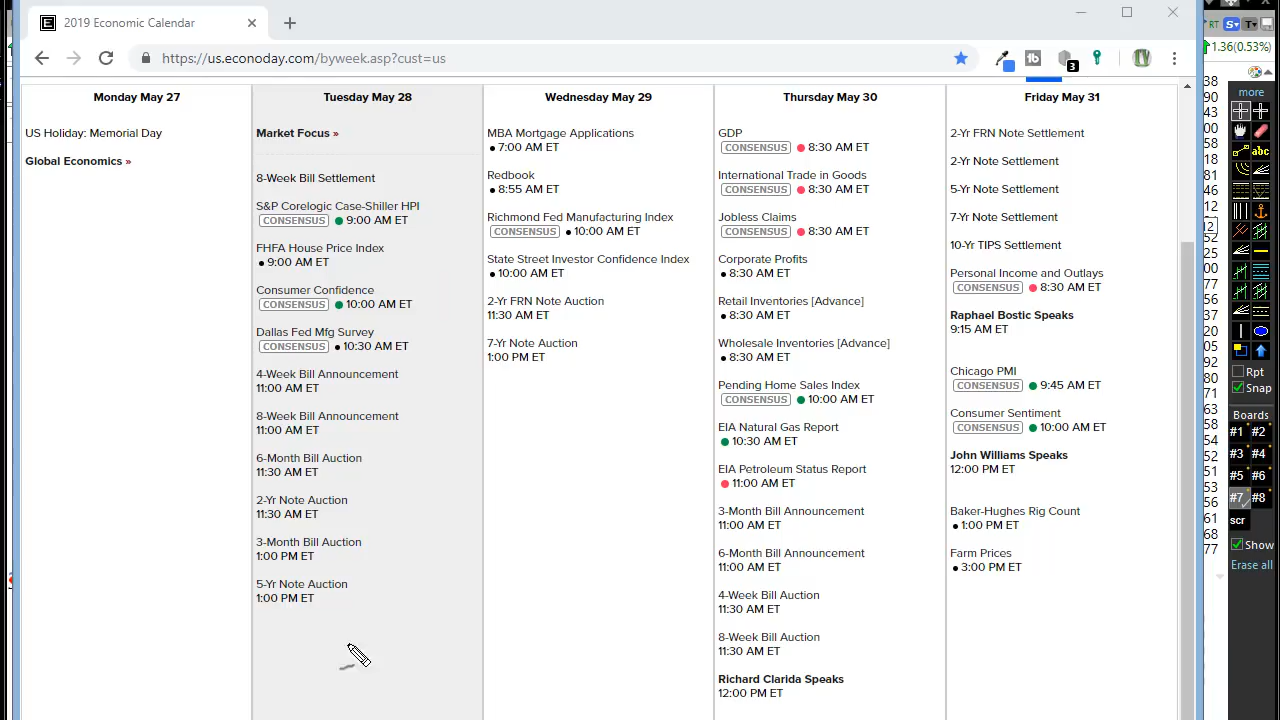 2019 Economic Calendar
https://us.econoday.com/byweek.asp?cust=us
3
RT
S
T
1.36(0.53%)
Monday May 27
US Holiday: Memorial Day
Global Economics »
Tuesday May 28
Market Focus »
8-Week Bill Settlement
S&P Corelogic Case-Shiller HPI
CONSENSUS 9:00 AM ET
FHFA House Price Index
9:00 AM ET
Consumer Confidence
CONSENSUS 10:00 AM ET
Dallas Fed Mfg Survey
CONSENSUS 10:30 AM ET
4-Week Bill Announcement
11:00 AM ET
8-Week Bill Announcement
11:00 AM ET
6-Month Bill Auction
11:30 AM ET
2-Yr Note Auction
11:30 AM ET
3-Month Bill Auction
1:00 PM ET
5-Yr Note Auction
1:00 PM ET
Wednesday May 29
MBA Mortgage Applications
7:00 AM ET
Redbook
8:55 AM ET
Richmond Fed Manufacturing Index
CONSENSUS 10:00 AM ET
State Street Investor Confidence Index
10:00 AM ET
2-Yr FRN Note Auction
11:30 AM ET
7-Yr Note Auction
1:00 PM ET
Thursday May 30
GDP
CONSENSUS 8:30 AM ET
International Trade in Goods
CONSENSUS 8:30 AM ET
Jobless Claims
CONSENSUS 8:30 AM ET
Corporate Profits
8:30 AM ET
Retail Inventories [Advance]
8:30 AM ET
Wholesale Inventories [Advance]
8:30 AM ET
Pending Home Sales Index
CONSENSUS 10:00 AM ET
EIA Natural Gas Report
10:30 AM ET
EIA Petroleum Status Report
11:00 AM ET
3-Month Bill Announcement
11:00 AM ET
6-Month Bill Announcement
11:00 AM ET
4-Week Bill Auction
11:30 AM ET
8-Week Bill Auction
11:30 AM ET
Richard Clarida Speaks
12:00 PM ET
Friday May 31
2-Yr FRN Note Settlement
2-Yr Note Settlement
5-Yr Note Settlement
7-Yr Note Settlement
10-Yr TIPS Settlement
Personal Income and Outlays
CONSENSUS 8:30 AM ET
Raphael Bostic Speaks
9:15 AM ET
Chicago PMI
CONSENSUS 9:45 AM ET
Consumer Sentiment
CONSENSUS 10:00 AM ET
John Williams Speaks
12:00 PM ET
Baker-Hughes Rig Count
1:00 PM ET
Farm Prices
3:00 PM ET
more
abc
Rpt
Snap
Boards
#1 #2
#3 #4
#5 #6
#7 #8
scr
Show
Erase all